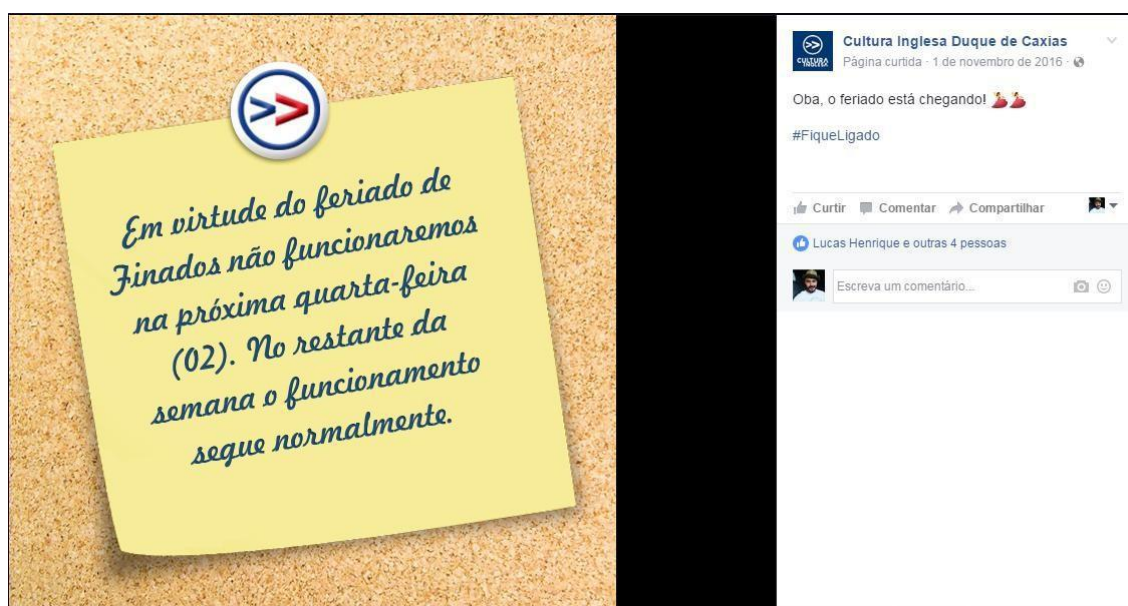 Em virtude do feriado de
Finados não funcionaremos
na próxima quarta-feira
(02). No restante da
semana o funcionamento
segue normalmente.
CULTURA
INGLESA
Cultura Inglesa Duque de Caxias
Página curtida · 1 de novembro de 2016 ·
Oba, o feriado está chegando! 💃💃
#FiqueLigado
Curtir Comentar Compartilhar
Lucas Henrique e outras 4 pessoas
Escreva um comentário...